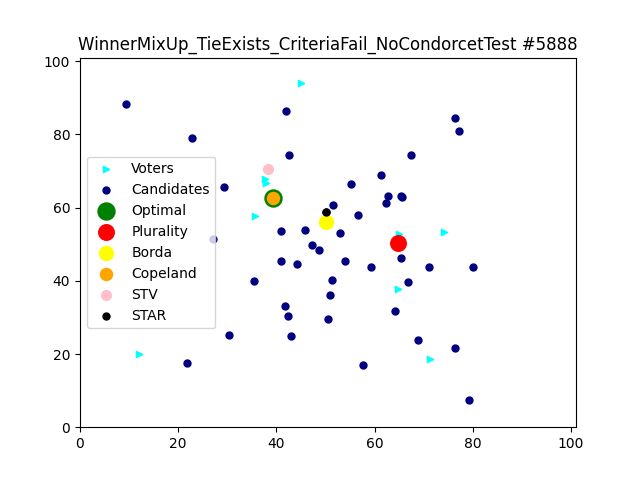 WinnerMixUp_TieExists_CriteriaFail_NoCondorcetTest #5888
100
80
60
40
20
0
Voters
Candidates
Optimal
Plurality
Borda
Copeland
STV
STAR
0 20 40 60 80 100